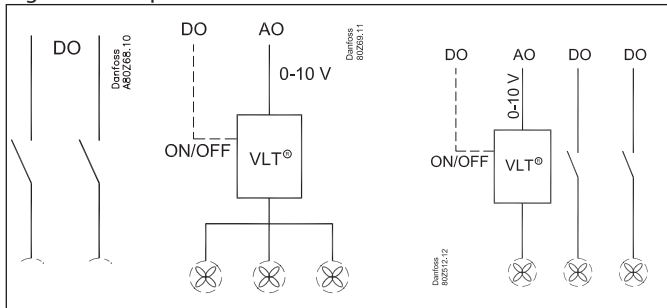 DO
Danfoss
A80Z68.10
DO
AO
Danfoss
80Z69.11
0-10 V
ON/OFF
VLT®
DO
AO
DO
DO
0-10 V
ON/OFF
VLT®
Danfoss
80Z512.12